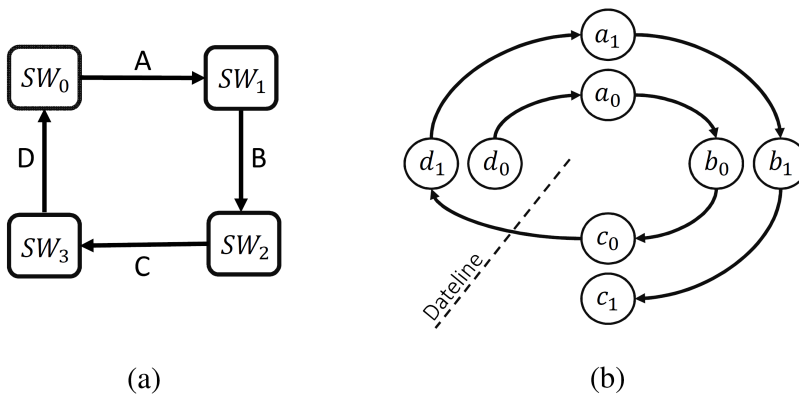 A
SW₀
SW₁
D
B
SW₃
SW₂
C
(a)
a₁
a₀
d₁
d₀
b₀
b₁
c₀
c₁
Dateline
(b)